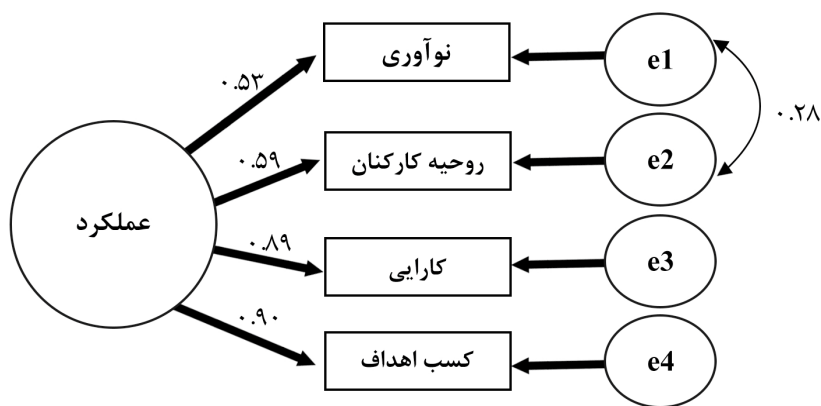 نوآوری
e1
۰.۵۳
۰.۲۸
روحیه کارکنان
e2
۰.۵۹
عملکرد
کارایی
e3
۰.۸۹
کسب اهداف
e4
۰.۹۰